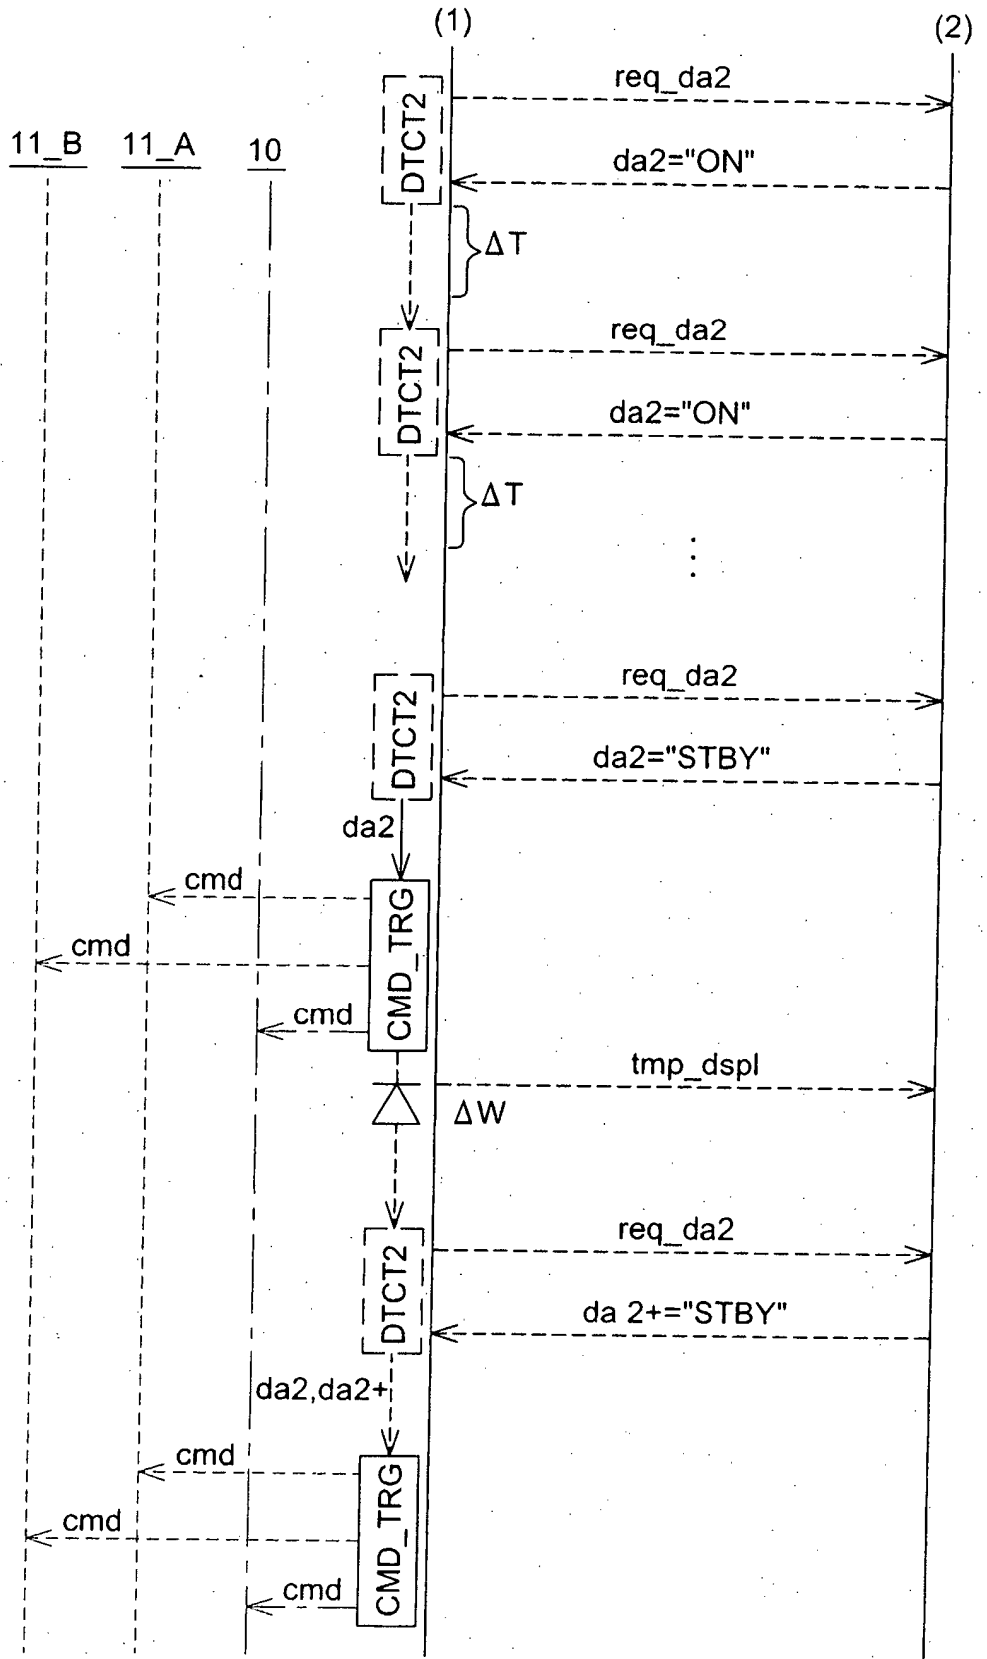 (1)
(2)
req_da2
DTCT2
11_B
11_A
10
da2="ON"
ΔT
req_da2
DTCT2
da2="ON"
ΔT
req_da2
DTCT2
da2="STBY"
da2
cmd
CMD_TRG
cmd
cmd
tmp_dspl
ΔW
req_da2
DTCT2
da 2+="STBY"
da2,da2+
cmd
CMD_TRG
cmd
cmd